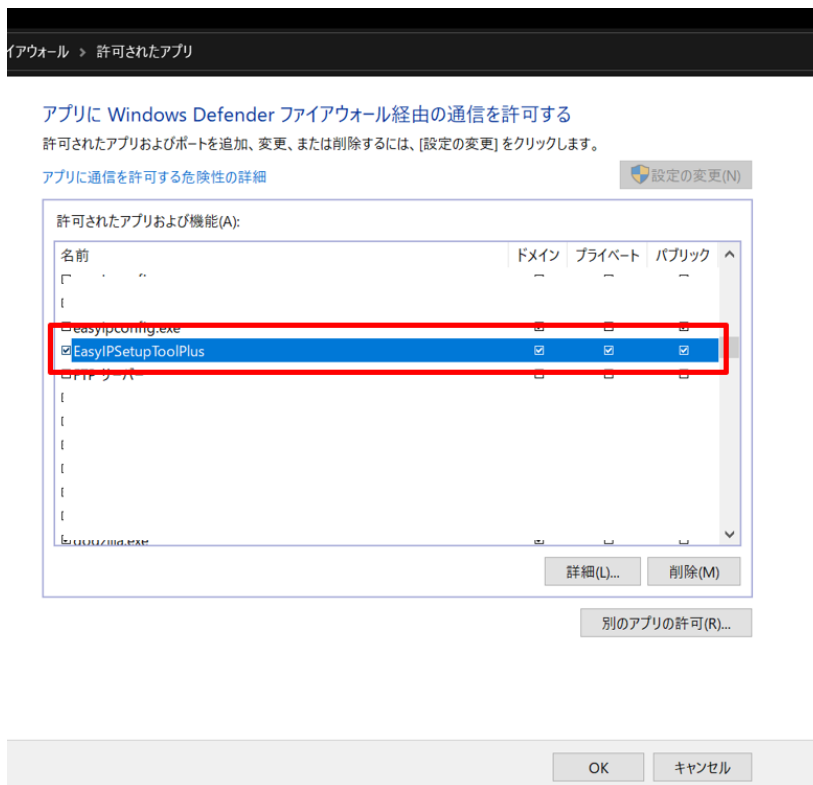 イアウォール > 許可されたアプリ
アプリに Windows Defender ファイアウォール経由の通信を許可する
許可されたアプリおよびポートを追加、変更、または削除するには、[設定の変更] をクリックします。
アプリに通信を許可する危険性の詳細
設定の変更(N)
許可されたアプリおよび機能(A):
名前 ドメイン プライベート パブリック
easyipconfig.exe
EasyIPSetupToolPlus
FTP サーバー
詳細(L)... 削除(M)
別のアプリの許可(R)...
OK キャンセル